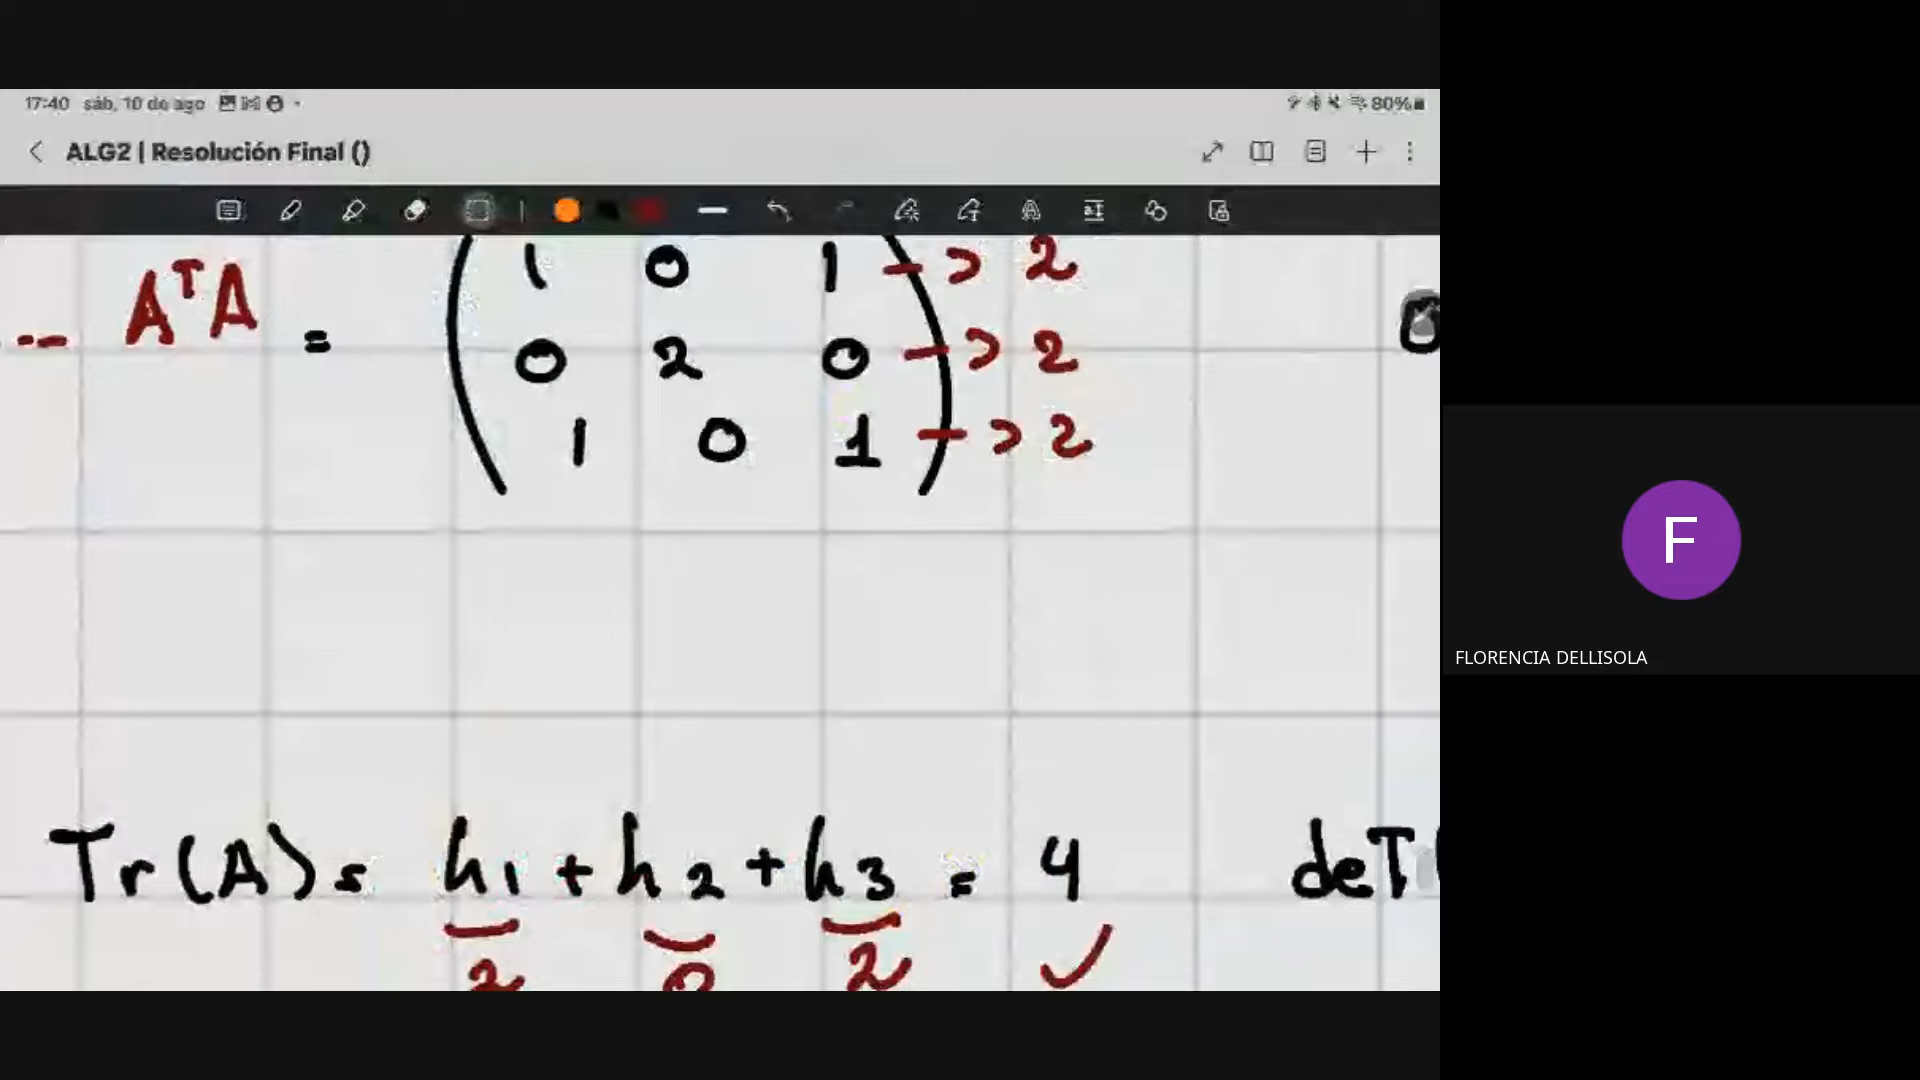 17:40 sáb, 10 de ago 80%
ALG2 | Resolución Final ()
1 0 1 -> 2
-- AᵀA = 0 2 0 -> 2
1 0 1 -> 2
Tr(A) = h1 + h2 + h3 = 4 deT(
2 0 2 ✓
F
FLORENCIA DELLISOLA